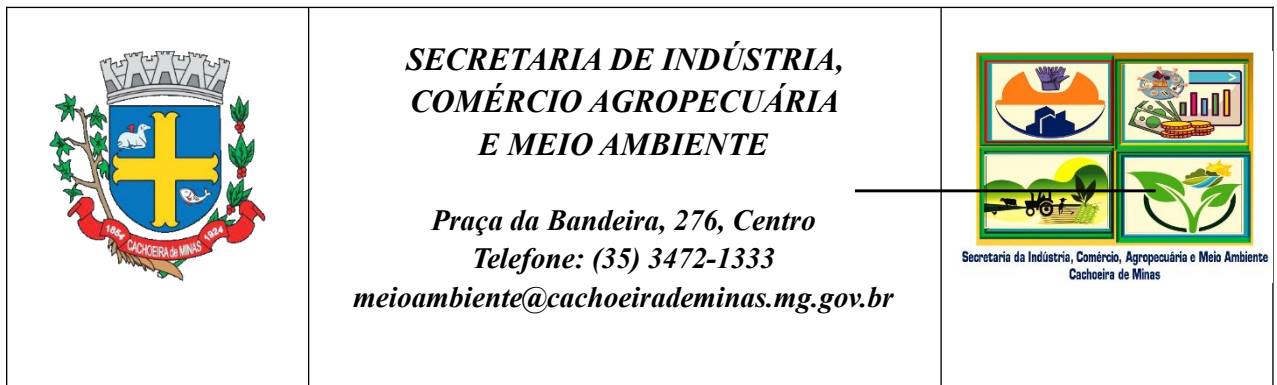 SECRETARIA DE INDÚSTRIA,
COMÉRCIO AGROPECUÁRIA
E MEIO AMBIENTE
Praça da Bandeira, 276, Centro
Telefone: (35) 3472-1333
meioambiente@cachoeirademinas.mg.gov.br
1854
CACHOEIRA de MINAS
1924
Secretaria da Indústria, Comércio, Agropecuária e Meio Ambiente
Cachoeira de Minas